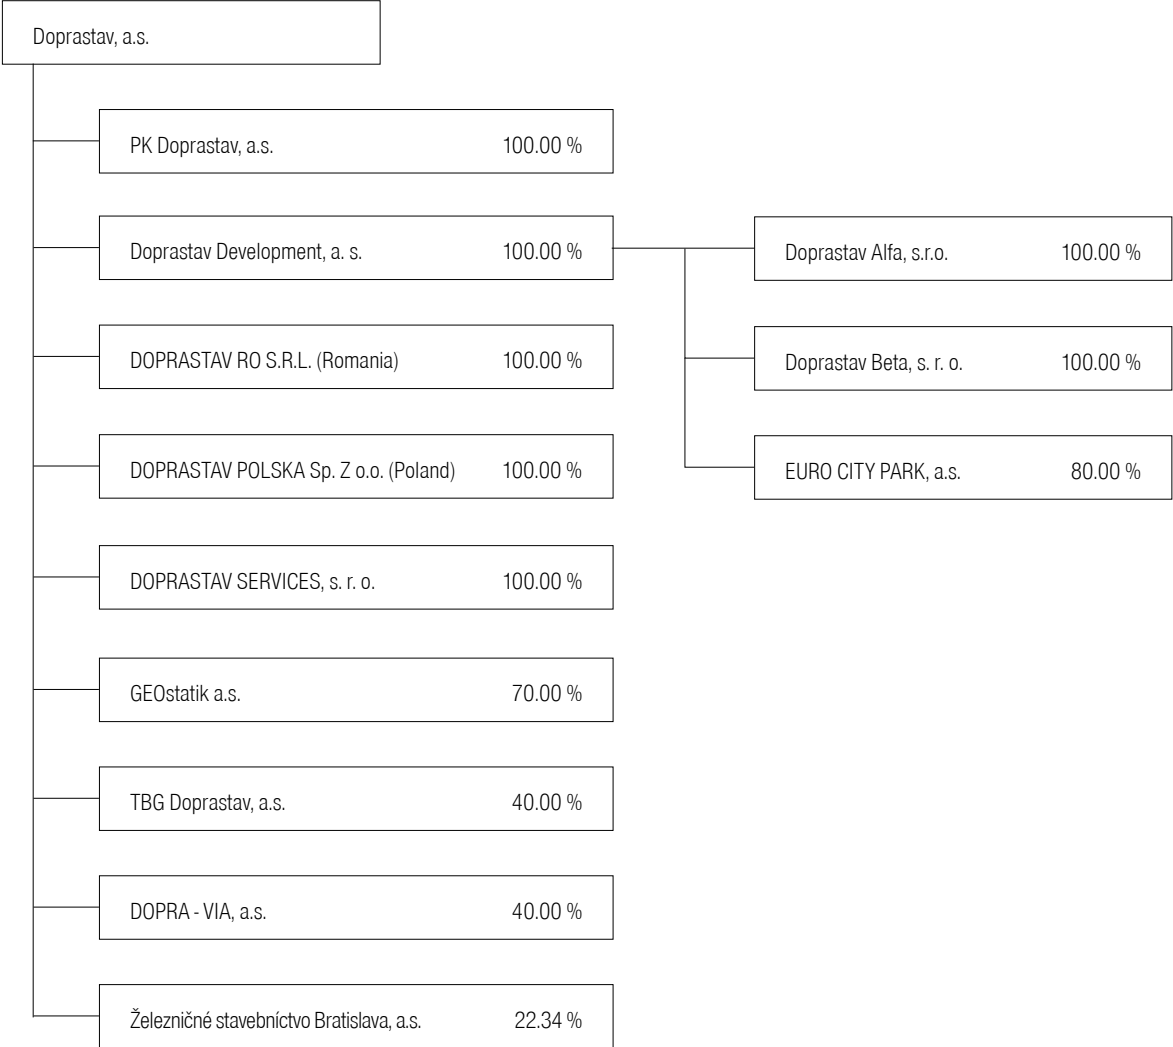 Doprastav, a.s.
PK Doprastav, a.s. 100.00 %
Doprastav Development, a. s. 100.00 %
Doprastav Alfa, s.r.o. 100.00 %
DOPRASTAV RO S.R.L. (Romania) 100.00 %
Doprastav Beta, s. r. o. 100.00 %
DOPRASTAV POLSKA Sp. Z o.o. (Poland) 100.00 %
EURO CITY PARK, a.s. 80.00 %
DOPRASTAV SERVICES, s. r. o. 100.00 %
GEOstatik a.s. 70.00 %
TBG Doprastav, a.s. 40.00 %
DOPRA - VIA, a.s. 40.00 %
Železničné stavebníctvo Bratislava, a.s. 22.34 %